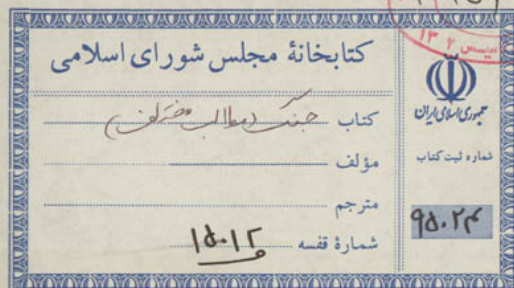 کتابخانهٔ مجلس شورای اسلامی
جمهوری اسلامی ایران
کتاب جنگ (مطالب مختلف)
مؤلف
مترجم
شمارهٔ قفسه ۱۵۰۱۲
شماره ثبت کتاب
۹۵۰۲۴